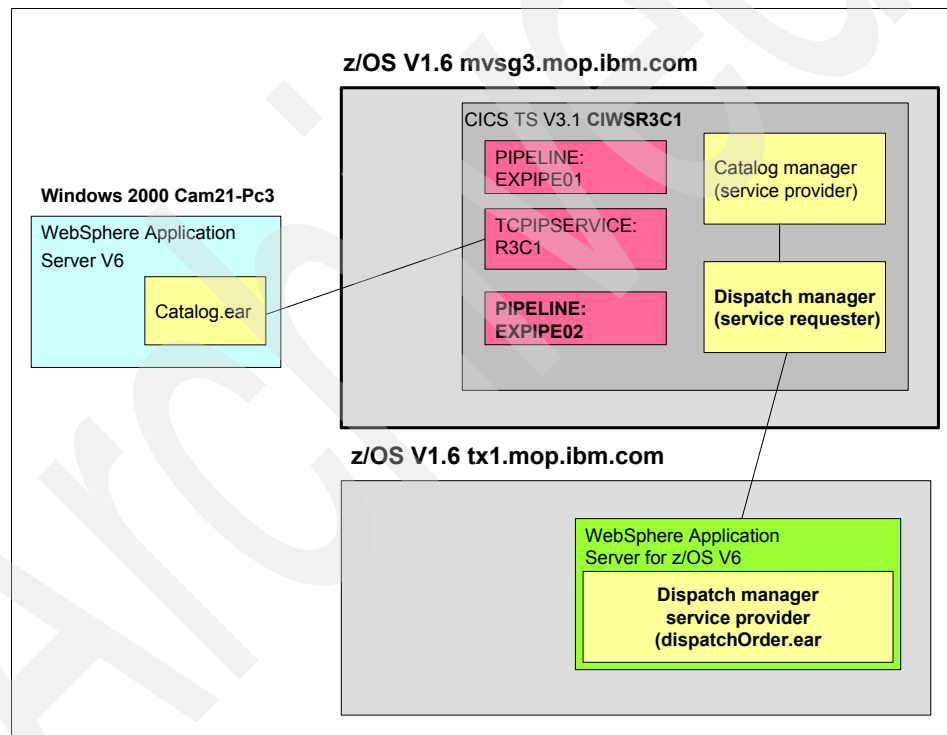 z/OS V1.6 mvsg3.mop.ibm.com
CICS TS V3.1 CIWSR3C1
PIPELINE:
EXPIPE01
Catalog manager
(service provider)
Windows 2000 Cam21-Pc3
WebSphere Application
Server V6
TCPIPSERVICE:
R3C1
Catalog.ear
PIPELINE:
EXPIPE02
Dispatch manager
(service requester)
z/OS V1.6 tx1.mop.ibm.com
WebSphere Application
Server for z/OS V6
Dispatch manager
service provider
(dispatchOrder.ear